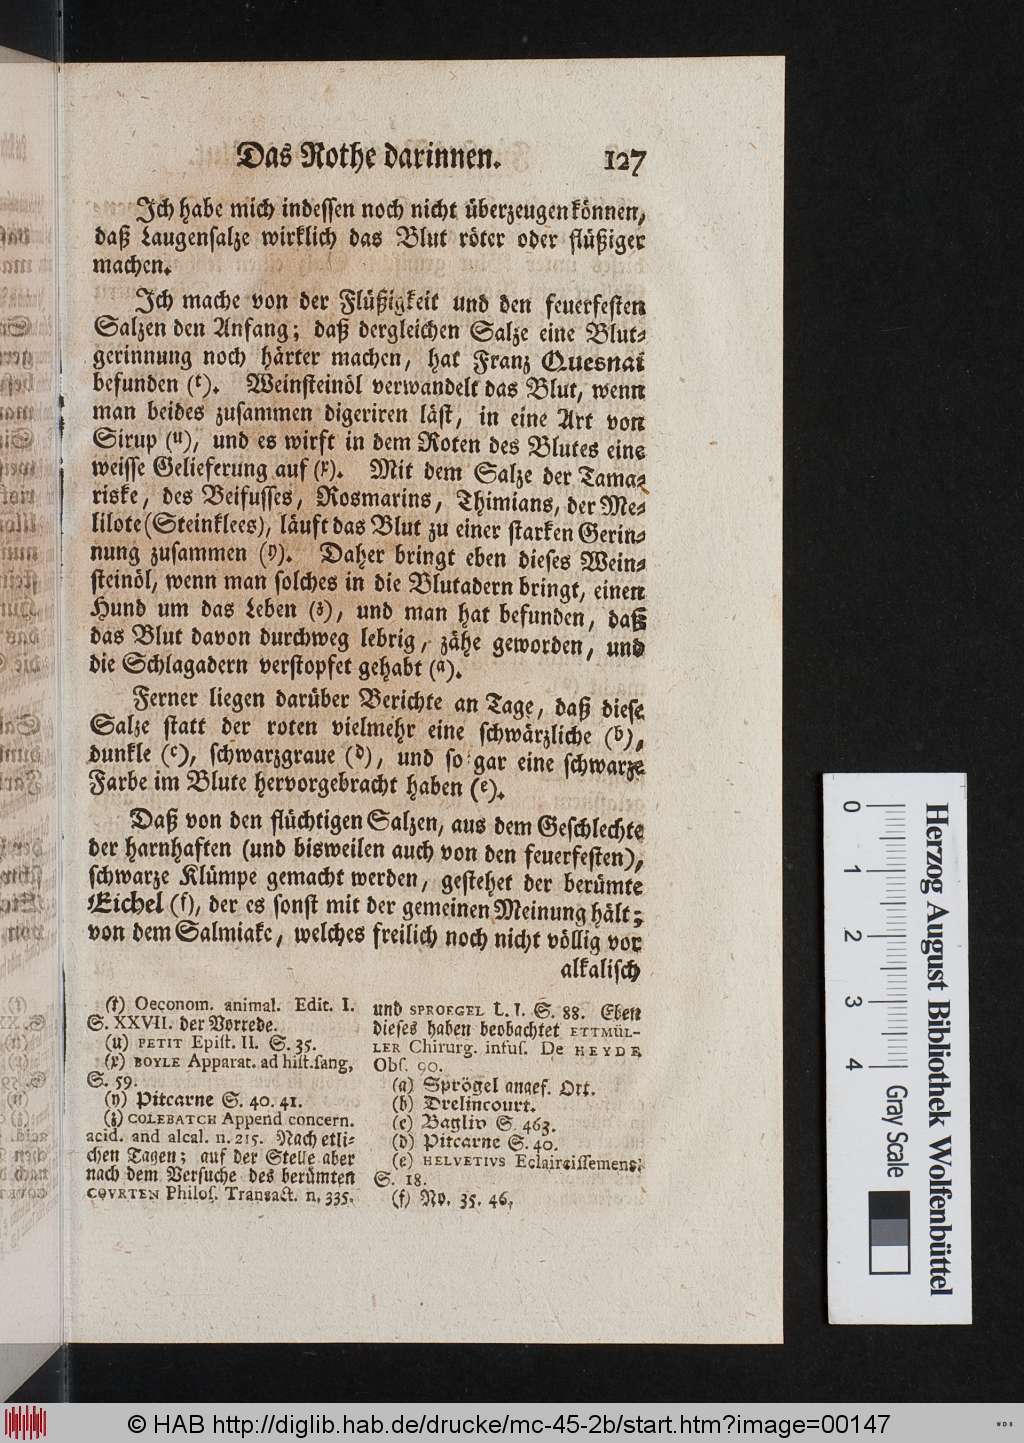 Das Rothe darinnen. 127
Ich habe mich indessen noch nicht überzeugen können,
daß Laugensalze wirklich das Blut röter oder flüßiger
machen.
Ich mache von der Flüßigkeit und den feuerfesten
Salzen den Anfang; daß dergleichen Salze eine Blut-
gerinnung noch härter machen, hat Franz Quesnai
befunden (t). Weinsteinöl verwandelt das Blut, wenn
man beides zusammen digeriren läst, in eine Art von
Sirup (u), und es wirft in dem Roten des Blutes eine
weisse Gelieferung auf (x). Mit dem Salze der Tama-
riske, des Beifusses, Rosmarins, Thimians, der Me-
lilote (Steinklees), läuft das Blut zu einer starken Gerin-
nung zusammen (y). Daher bringt eben dieses Wein-
steinöl, wenn man solches in die Blutadern bringt, einen
Hund um das Leben (z), und man hat befunden, daß
das Blut davon durchweg lebrig, zähe geworden, und
die Schlagadern verstopfet gehabt (a).
Ferner liegen darüber Berichte an Tage, daß diese
Salze statt der roten vielmehr eine schwärzliche (b),
dunkle (c), schwarzgraue (d), und so gar eine schwarze
Farbe im Blute hervorgebracht haben (e).
Daß von den flüchtigen Salzen, aus dem Geschlechte
der harnhaften (und bisweilen auch von den feuerfesten),
schwarze Klümpe gemacht werden, gestehet der berümte
Eichel (f), der es sonst mit der gemeinen Meinung hält;
von dem Salmiake, welches freilich noch nicht völlig vor
alkalisch
(t) Oeconom. animal. Edit. I.
S. XXVII. der Vorrede.
(u) PETIT Epist. II. S. 35.
(x) BOYLE Apparat. ad hist. sang,
S. 59.
(y) Pitcarne S. 40. 41.
(z) COLEBATCH Append concern.
acid. and alcal. n. 215. Nach etli-
chen Tagen; auf der Stelle aber
nach dem Versuche des berümten
COVRTEN Philos. Transact. n. 335.
und SPROEGEL L. I. S. 88. Eben
dieses haben beobachtet ETTMÜL-
LER Chirurg. infus. De HEYDE
Obs. 90.
(a) Sprögel angef. Ort.
(b) Drelincourt.
(c) Bagliv S. 463.
(d) Pitcarne S. 40.
(e) HELVETIVS Eclaircissemens,
S. 18.
(f) No. 35. 46,
0 1 2 3 4
Gray Scale
Herzog August Bibliothek Wolfenbüttel
© HAB http://diglib.hab.de/drucke/mc-45-2b/start.htm?image=00147